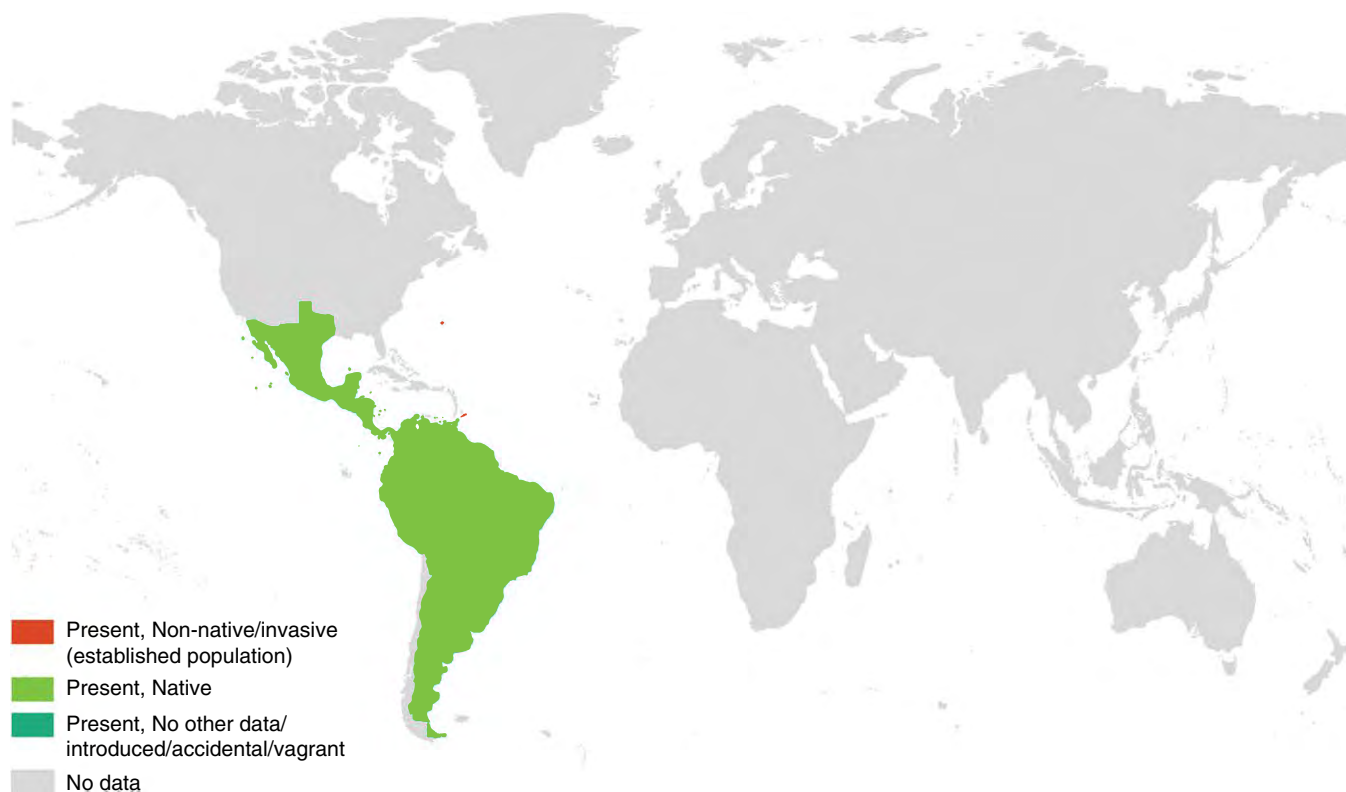 Present, Non-native/invasive
(established population)
Present, Native
Present, No other data/
introduced/accidental/vagrant
No data